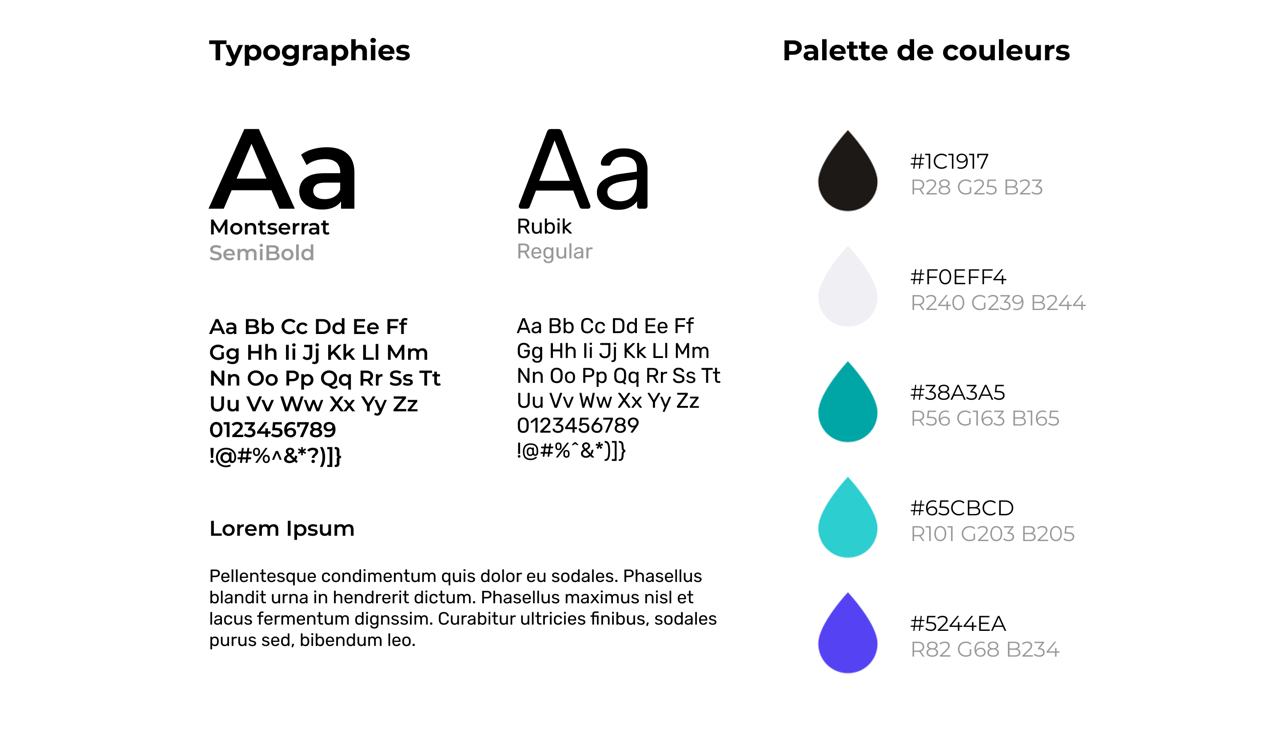 Typographies
Aa
Montserrat
SemiBold
Aa Bb Cc Dd Ee Ff
Gg Hh Ii Jj Kk Ll Mm
Nn Oo Pp Qq Rr Ss Tt
Uu Vv Ww Xx Yy Zz
0123456789
!@#%^&*?)]}
Aa
Rubik
Regular
Aa Bb Cc Dd Ee Ff
Gg Hh Ii Jj Kk Ll Mm
Nn Oo Pp Qq Rr Ss Tt
Uu Vv Ww Xx Yy Zz
0123456789
!@#%^&*)]}
Lorem Ipsum
Pellentesque condimentum quis dolor eu sodales. Phasellus
blandit urna in hendrerit dictum. Phasellus maximus nisl et
lacus fermentum dignssim. Curabitur ultricies finibus, sodales
purus sed, bibendum leo.
Palette de couleurs
#1C1917
R28 G25 B23
#F0EFF4
R240 G239 B244
#38A3A5
R56 G163 B165
#65CBCD
R101 G203 B205
#5244EA
R82 G68 B234